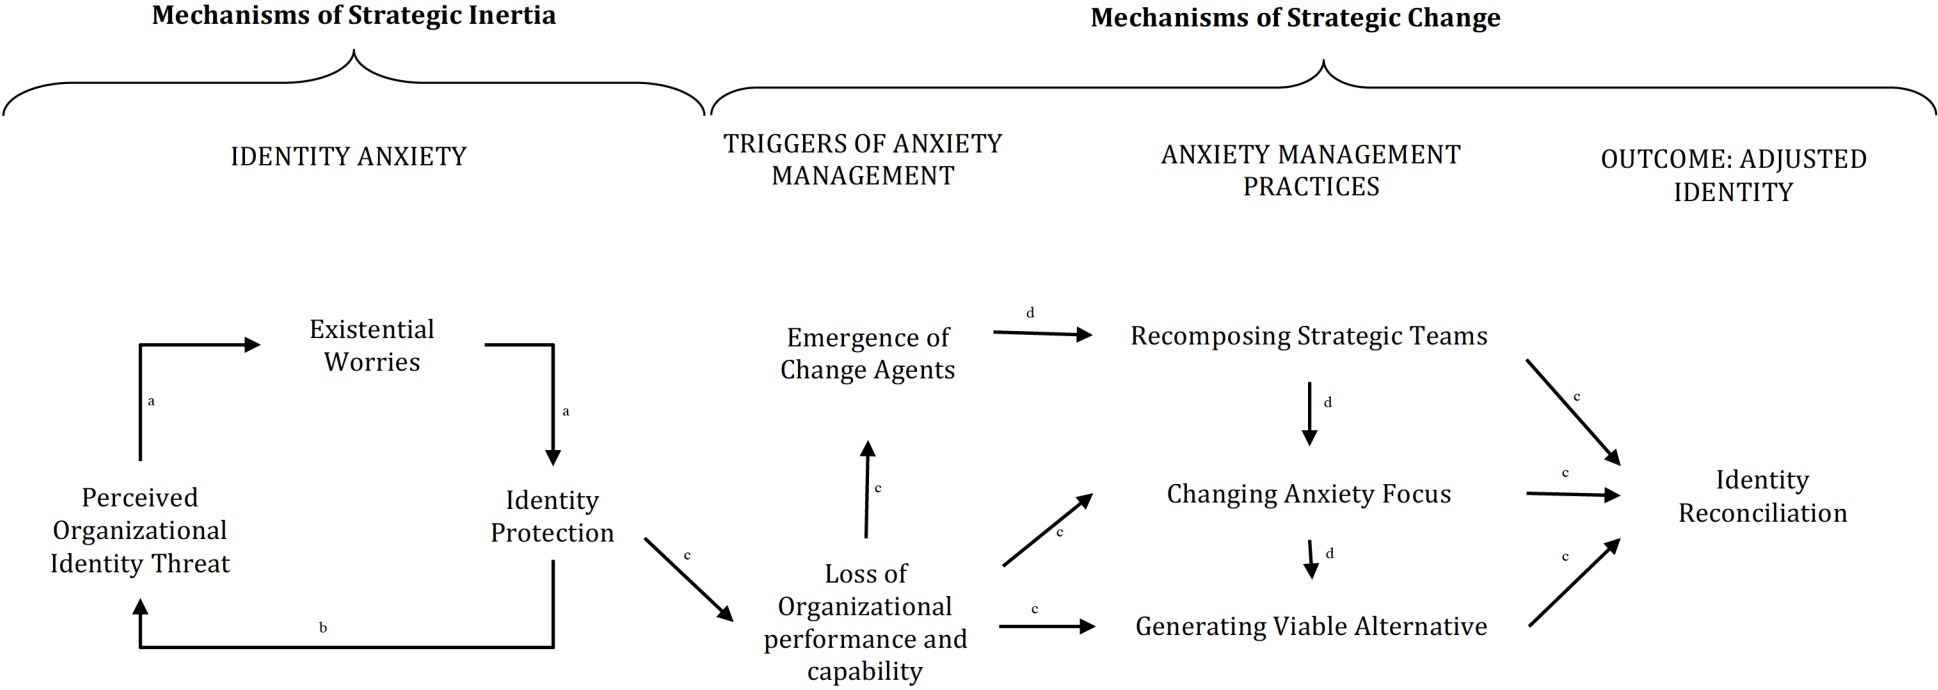 Mechanisms of Strategic Inertia
Mechanisms of Strategic Change
IDENTITY ANXIETY
TRIGGERS OF ANXIETY
MANAGEMENT
ANXIETY MANAGEMENT
PRACTICES
OUTCOME: ADJUSTED
IDENTITY
Existential
Worries
a
a
Perceived
Organizational
Identity Threat
Identity
Protection
b
c
Emergence of
Change Agents
c
Loss of
Organizational
performance and
capability
d
c
c
Recomposing Strategic Teams
d
Changing Anxiety Focus
d
Generating Viable Alternative
c
c
c
Identity
Reconciliation